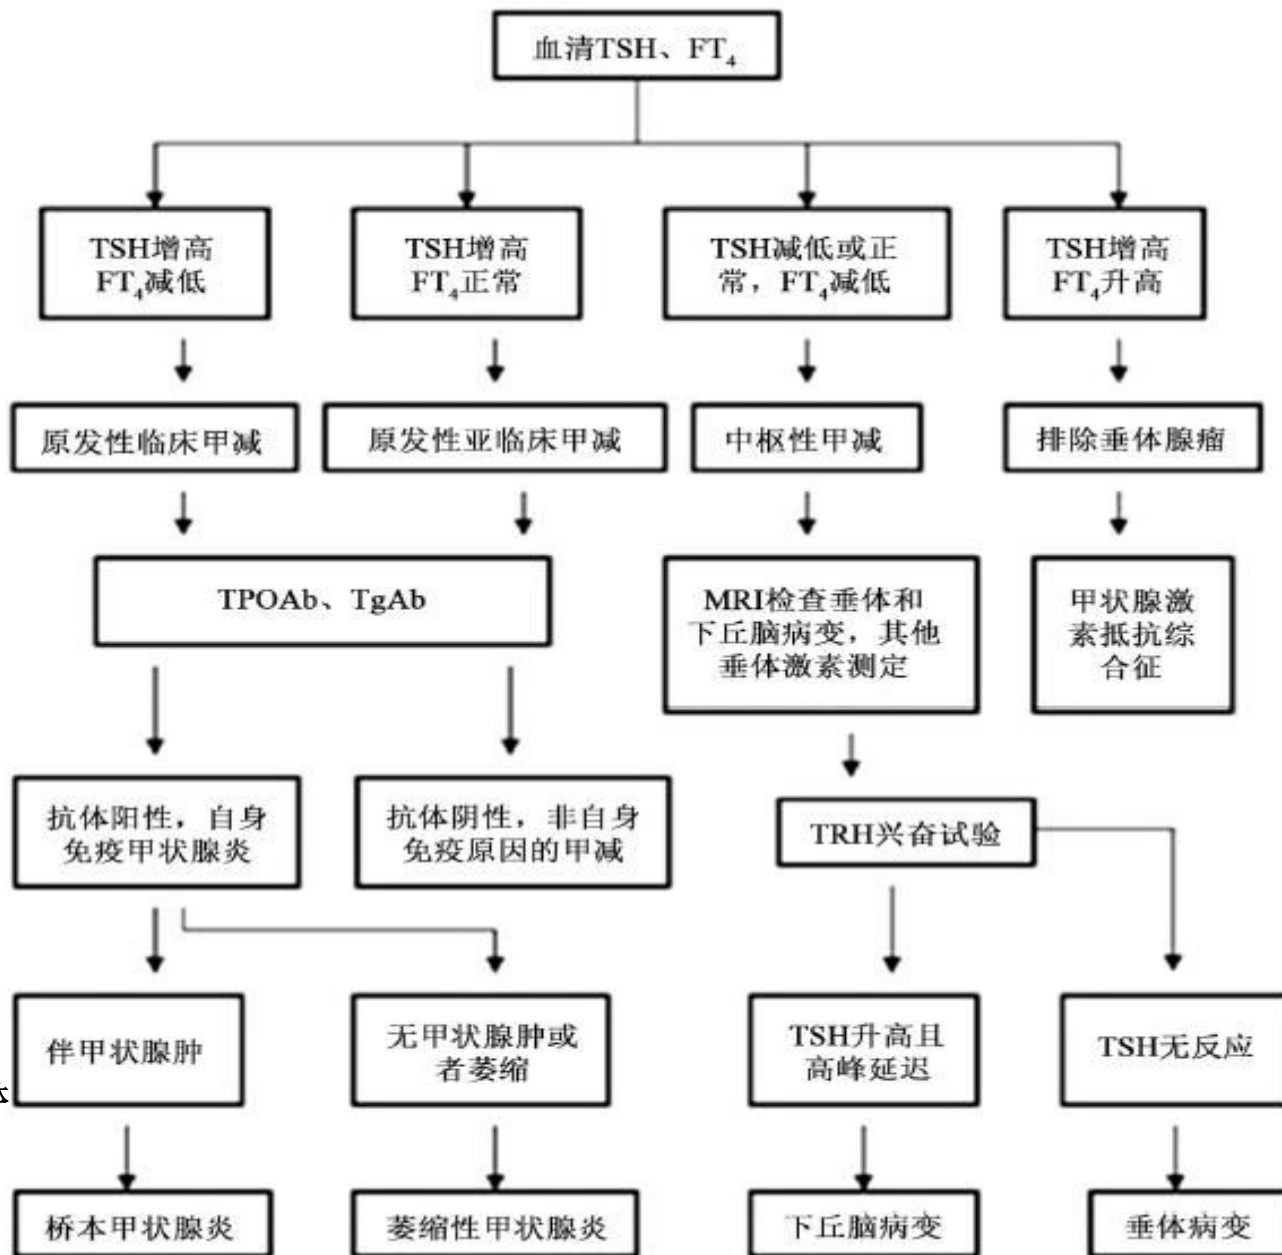 血清TSH、FT₄
TSH增高
FT₄减低
TSH增高
FT₄正常
TSH减低或正
常，FT₄减低
TSH增高
FT₄升高
原发性临床甲减
原发性亚临床甲减
中枢性甲减
排除垂体腺瘤
TPOAb、TgAb
MRI检查垂体和
下丘脑病变，其他
垂体激素测定
甲状腺激
素抵抗综
合征
抗体阳性，自身
免疫甲状腺炎
抗体阴性，非自身
免疫原因的甲减
TRH兴奋试验
伴甲状腺肿
无甲状腺肿或
者萎缩
TSH升高且
高峰延迟
TSH无反应
桥本甲状腺炎
萎缩性甲状腺炎
下丘脑病变
垂体病变